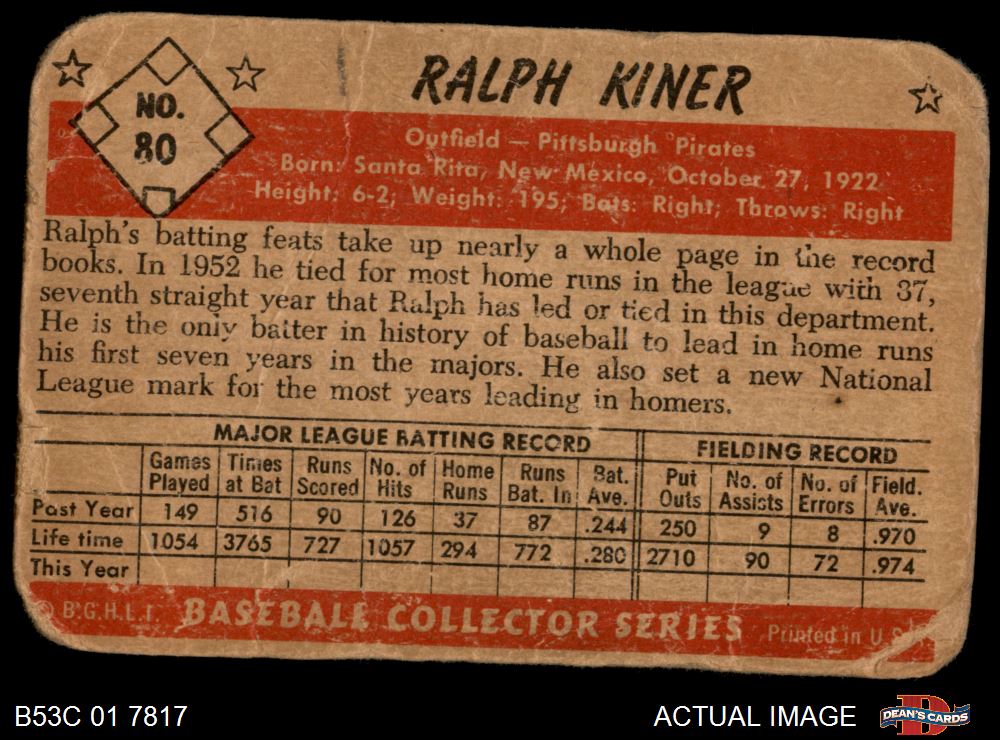 RALPH KINER
NO.
80
Outfield — Pittsburgh Pirates
Born: Santa Rita, New Mexico, October 27, 1922
Height: 6-2; Weight: 195; Bats: Right; Throws: Right
Ralph's batting feats take up nearly a whole page in the record
books. In 1952 he tied for most home runs in the league with 37,
seventh straight year that Ralph has led or tied in this department.
He is the only batter in history of baseball to lead in home runs
his first seven years in the majors. He also set a new National
League mark for the most years leading in homers.
MAJOR LEAGUE BATTING RECORD FIELDING RECORD
Games Played Times at Bat Runs Scored No. of Hits Home Runs Runs Bat. In Bat. Ave. Put Outs No. of Assists No. of Errors Field. Ave.
Past Year 149 516 90 126 37 87 .244 250 9 8 .970
Life time 1054 3765 727 1057 294 772 .280 2710 90 72 .974
This Year
© B.G.H.L.I. BASEBALL COLLECTOR SERIES Printed in U.S.
B53C 01 7817 ACTUAL IMAGE DEAN'S CARDS